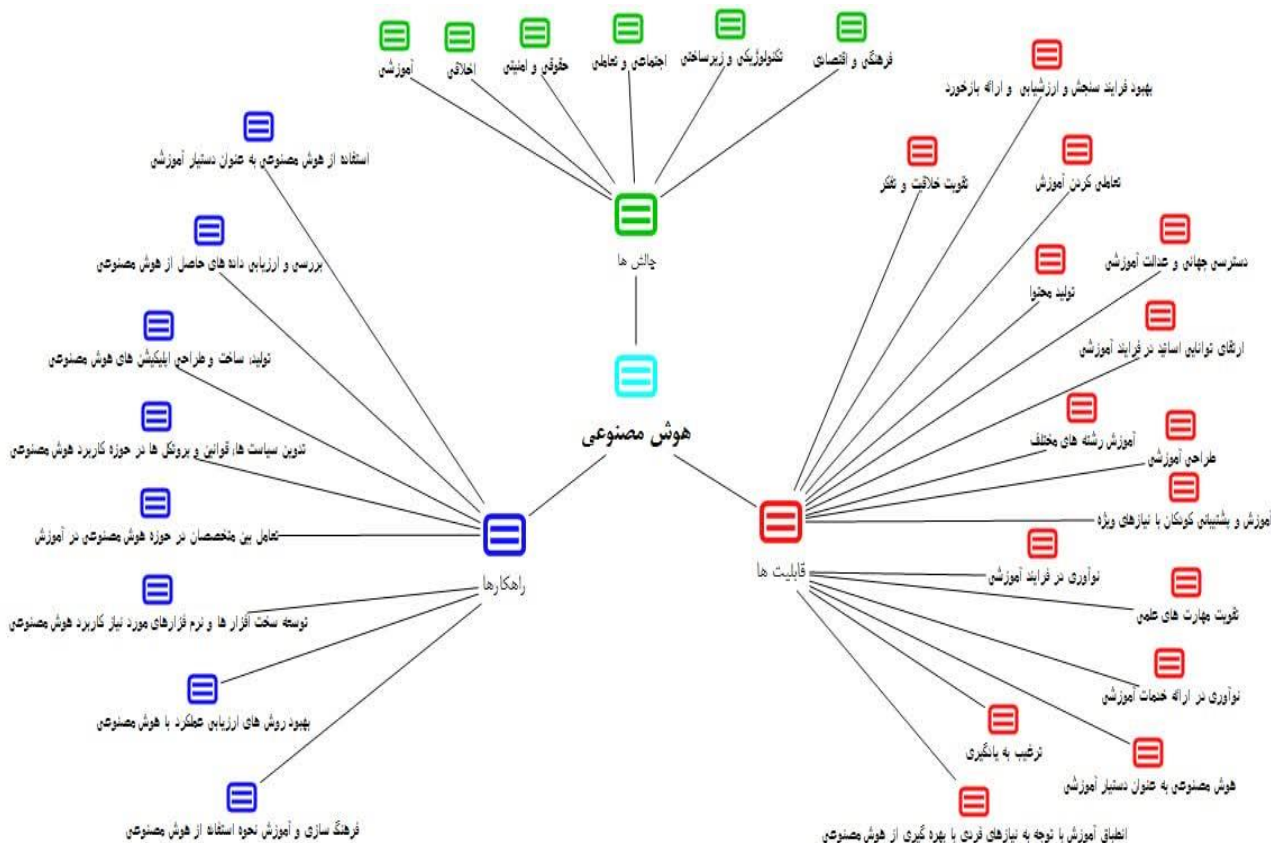 فرهنگی و اقتصادی
تکنولوژیکی و زیرساختی
اجتماعی و تعاملی
حقوقی و امنیتی
اخلاقی
آموزشی
چالش ها
هوش مصنوعی
قابلیت ها
بهبود فرایند سنجش و ارزشیابی و ارائه بازخورد
تقویت خلاقیت و تفکر
تعاملی کردن آموزش
دسترسی جهانی و عدالت آموزشی
تولید محتوا
ارتقای توانایی اساتید در فرایند آموزشی
آموزش رشته های مختلف
طراحی آموزشی
آموزش و پشتیبانی کودکان با نیازهای ویژه
نوآوری در فرایند آموزشی
تقویت مهارت های علمی
نوآوری در ارائه خدمات آموزشی
ترغیب به یادگیری
هوش مصنوعی به عنوان دستیار آموزشی
انطباق آموزش با توجه به نیازهای فردی با بهره گیری از هوش مصنوعی
راهکارها
استفاده از هوش مصنوعی به عنوان دستیار آموزشی
بررسی و ارزیابی داده های حاصل از هوش مصنوعی
تولید، ساخت و طراحی اپلیکیشن های هوش مصنوعی
تدوین سیاست ها، قوانین و پروتکل ها در حوزه کاربرد هوش مصنوعی
تعامل بین متخصصان در حوزه هوش مصنوعی در آموزش
توسعه سخت افزار ها و نرم فزارهای مورد نیاز کاربرد هوش مصنوعی
بهبود روش های ارزیابی عملکرد با هوش مصنوعی
فرهنگ سازی و آموزش نحوه استفاده از هوش مصنوعی